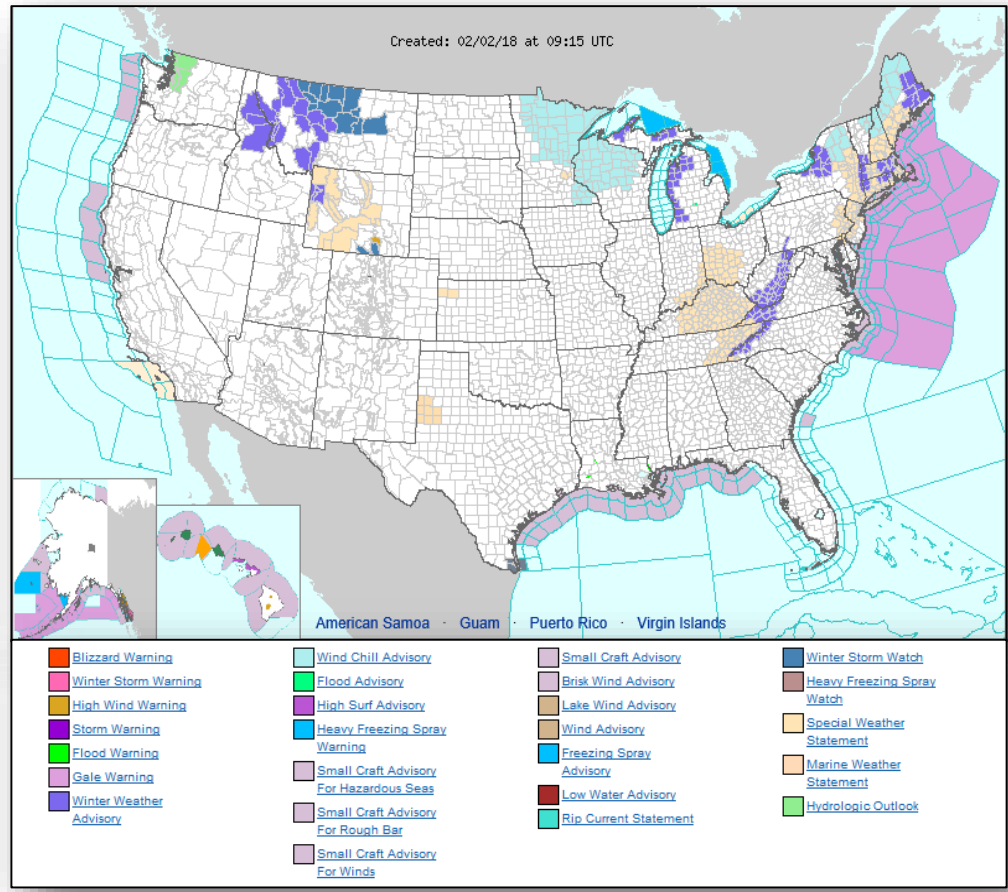 Created: 02/02/18 at 09:15 UTC
American Samoa · Guam · Puerto Rico · Virgin Islands
Blizzard Warning
Winter Storm Warning
High Wind Warning
Storm Warning
Flood Warning
Gale Warning
Winter Weather
Advisory
Wind Chill Advisory
Flood Advisory
High Surf Advisory
Heavy Freezing Spray
Warning
Small Craft Advisory
For Hazardous Seas
Small Craft Advisory
For Rough Bar
Small Craft Advisory
For Winds
Small Craft Advisory
Brisk Wind Advisory
Lake Wind Advisory
Wind Advisory
Freezing Spray
Advisory
Low Water Advisory
Rip Current Statement
Winter Storm Watch
Heavy Freezing Spray
Watch
Special Weather
Statement
Marine Weather
Statement
Hydrologic Outlook